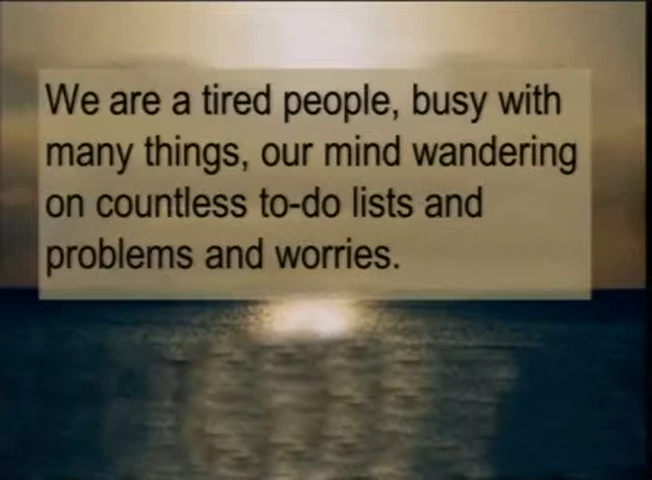 We are a tired people, busy with
many things, our mind wandering
on countless to-do lists and
problems and worries.